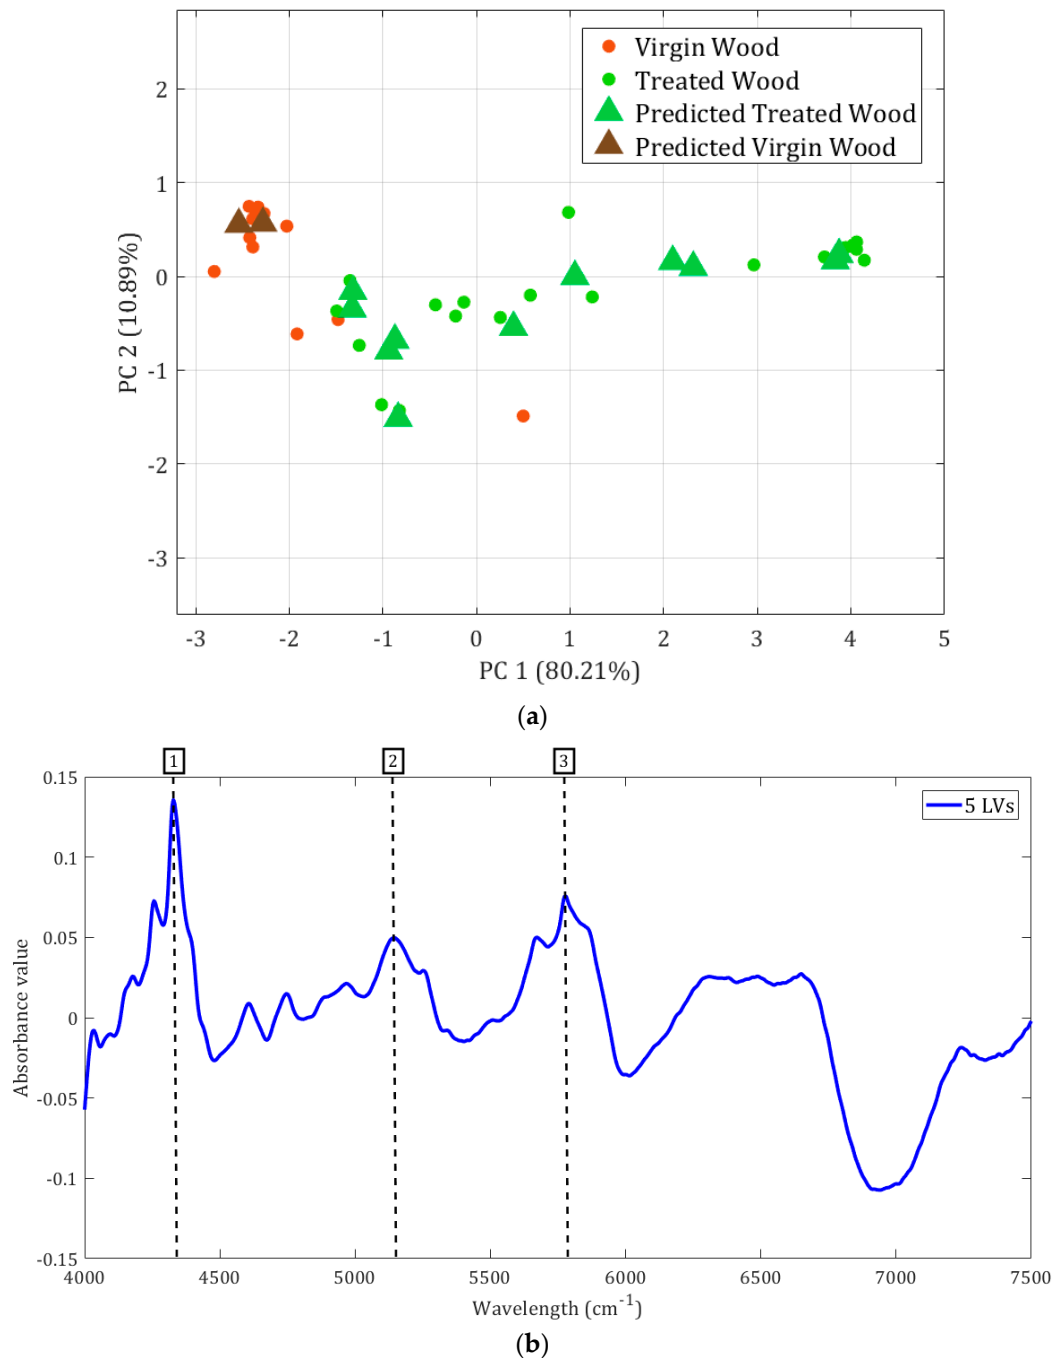 Virgin Wood
Treated Wood
Predicted Treated Wood
Predicted Virgin Wood
2
1
0
-1
-2
-3
PC 2 (10.89%)
-3 -2 -1 0 1 2 3 4 5
PC 1 (80.21%)
(a)
1 2 3
0.15
0.1
0.05
0
-0.05
-0.1
-0.15
Absorbance value
5 LVs
4000 4500 5000 5500 6000 6500 7000 7500
Wavelength (cm⁻¹)
(b)